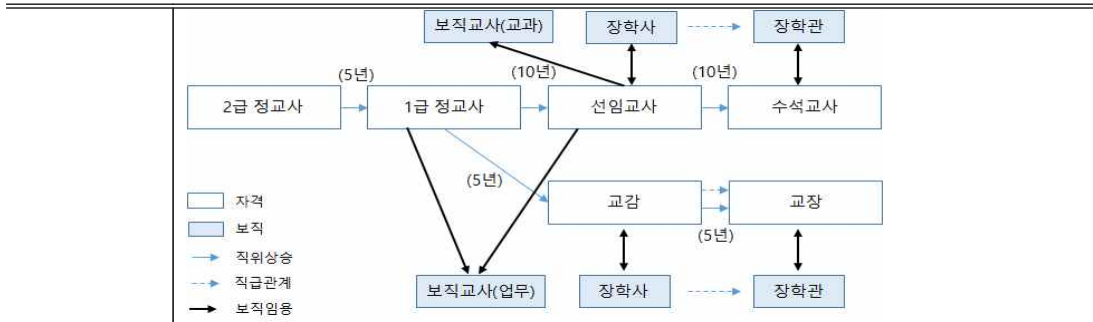 보직교사(교과) 장학사 장학관
(5년) (10년) (10년)
2급 정교사 1급 정교사 선임교사 수석교사
(5년)
자격 교감 교장
보직 (5년)
직위상승
직급관계 보직교사(업무) 장학사 장학관
보직임용